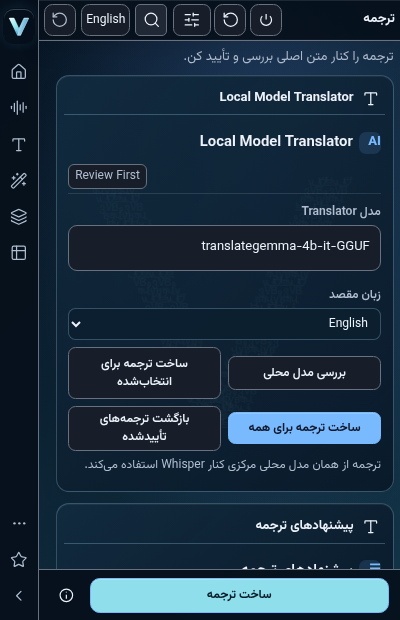 ترجمه
English
ترجمه را کنار متن اصلی بررسی و تأیید کن.
Local Model Translator
AI
Local Model Translator
Review First
مدل Translator
translategemma-4b-it-GGUF
زبان مقصد
English
بررسی مدل محلی
ساخت ترجمه برای
انتخاب‌شده
ساخت ترجمه برای همه
بازگشت ترجمه‌های
تأییدشده
ترجمه از همان مدل محلی مرکزی کنار Whisper استفاده می‌کند.
پیشنهادهای ترجمه
پیشنهادهای ترجمه
ساخت ترجمه